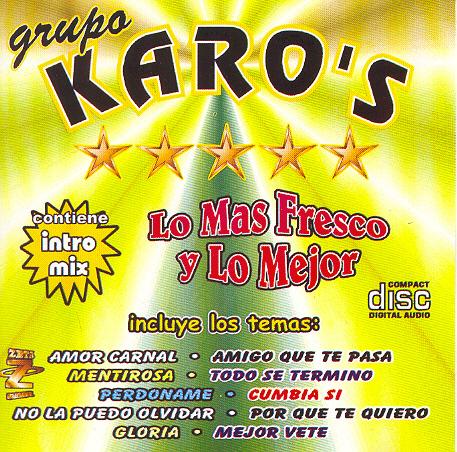 grupo
KARO'S
contiene
intro
mix
Lo Mas Fresco
y Lo Mejor
COMPACT
disc
DIGITAL AUDIO
incluye los temas:
AMOR CARNAL • AMIGO QUE TE PASA
MENTIROSA • TODO SE TERMINO
PERDONAME • CUMBIA SI
NO LA PUEDO OLVIDAR • POR QUE TE QUIERO
GLORIA • MEJOR VETE
Z